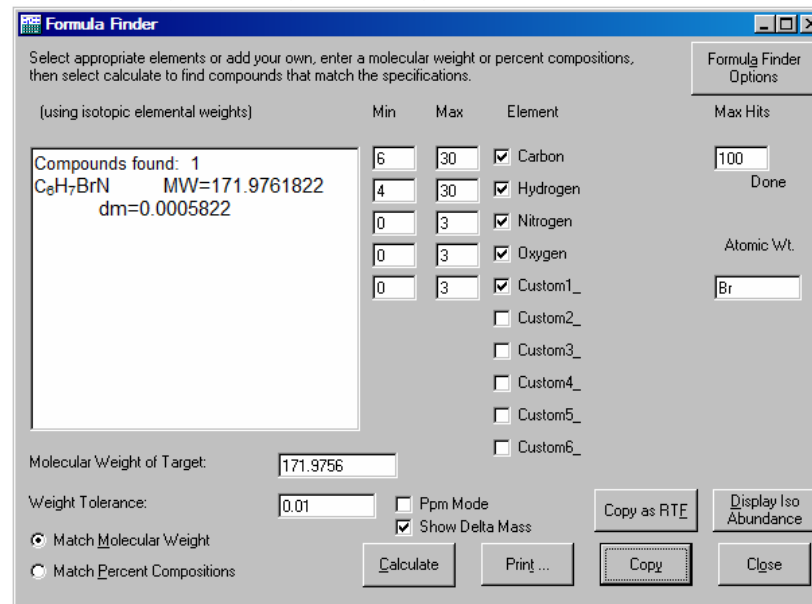 Formula Finder
Select appropriate elements or add your own, enter a molecular weight or percent compositions,
then select calculate to find compounds that match the specifications.
Formula Finder
Options
(using isotopic elemental weights)
Min Max Element Max Hits
Compounds found: 1
C₆H₇BrN MW=171.9761822
dm=0.0005822
6 30 Carbon 100
Done
4 30 Hydrogen
0 3 Nitrogen
0 3 Oxygen
Atomic Wt.
0 3 Custom1_ Br
Custom2_
Custom3_
Custom4_
Custom5_
Custom6_
Molecular Weight of Target: 171.9756
Weight Tolerance: 0.01
Ppm Mode
Show Delta Mass
Copy as RTF
Display Iso
Abundance
Match Molecular Weight
Match Percent Compositions
Calculate Print ... Copy Close